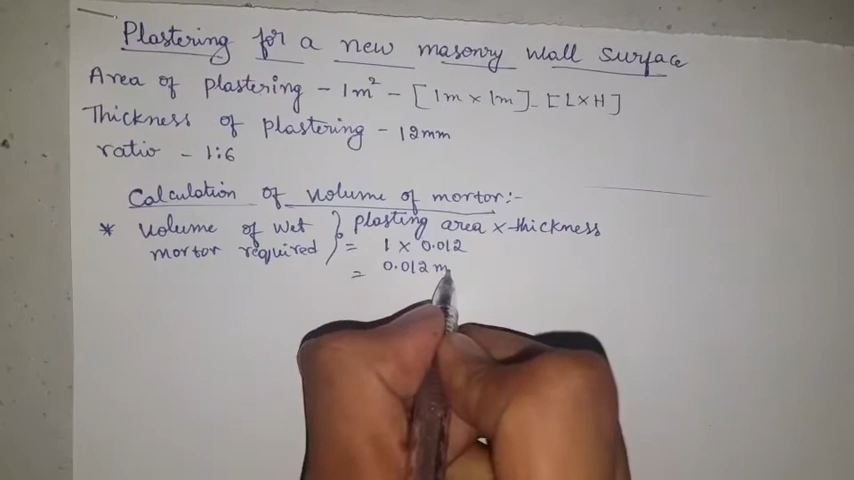 Plastering for a new masonry wall surface
Area of plastering - 1m² - [1m x 1m] - [L X H]
Thickness of plastering - 12mm
ratio - 1:6
Calculation of volume of mortor:-
* Volume of wet mortor required } plasting area x thickness
= 1 x 0.012
= 0.012 m